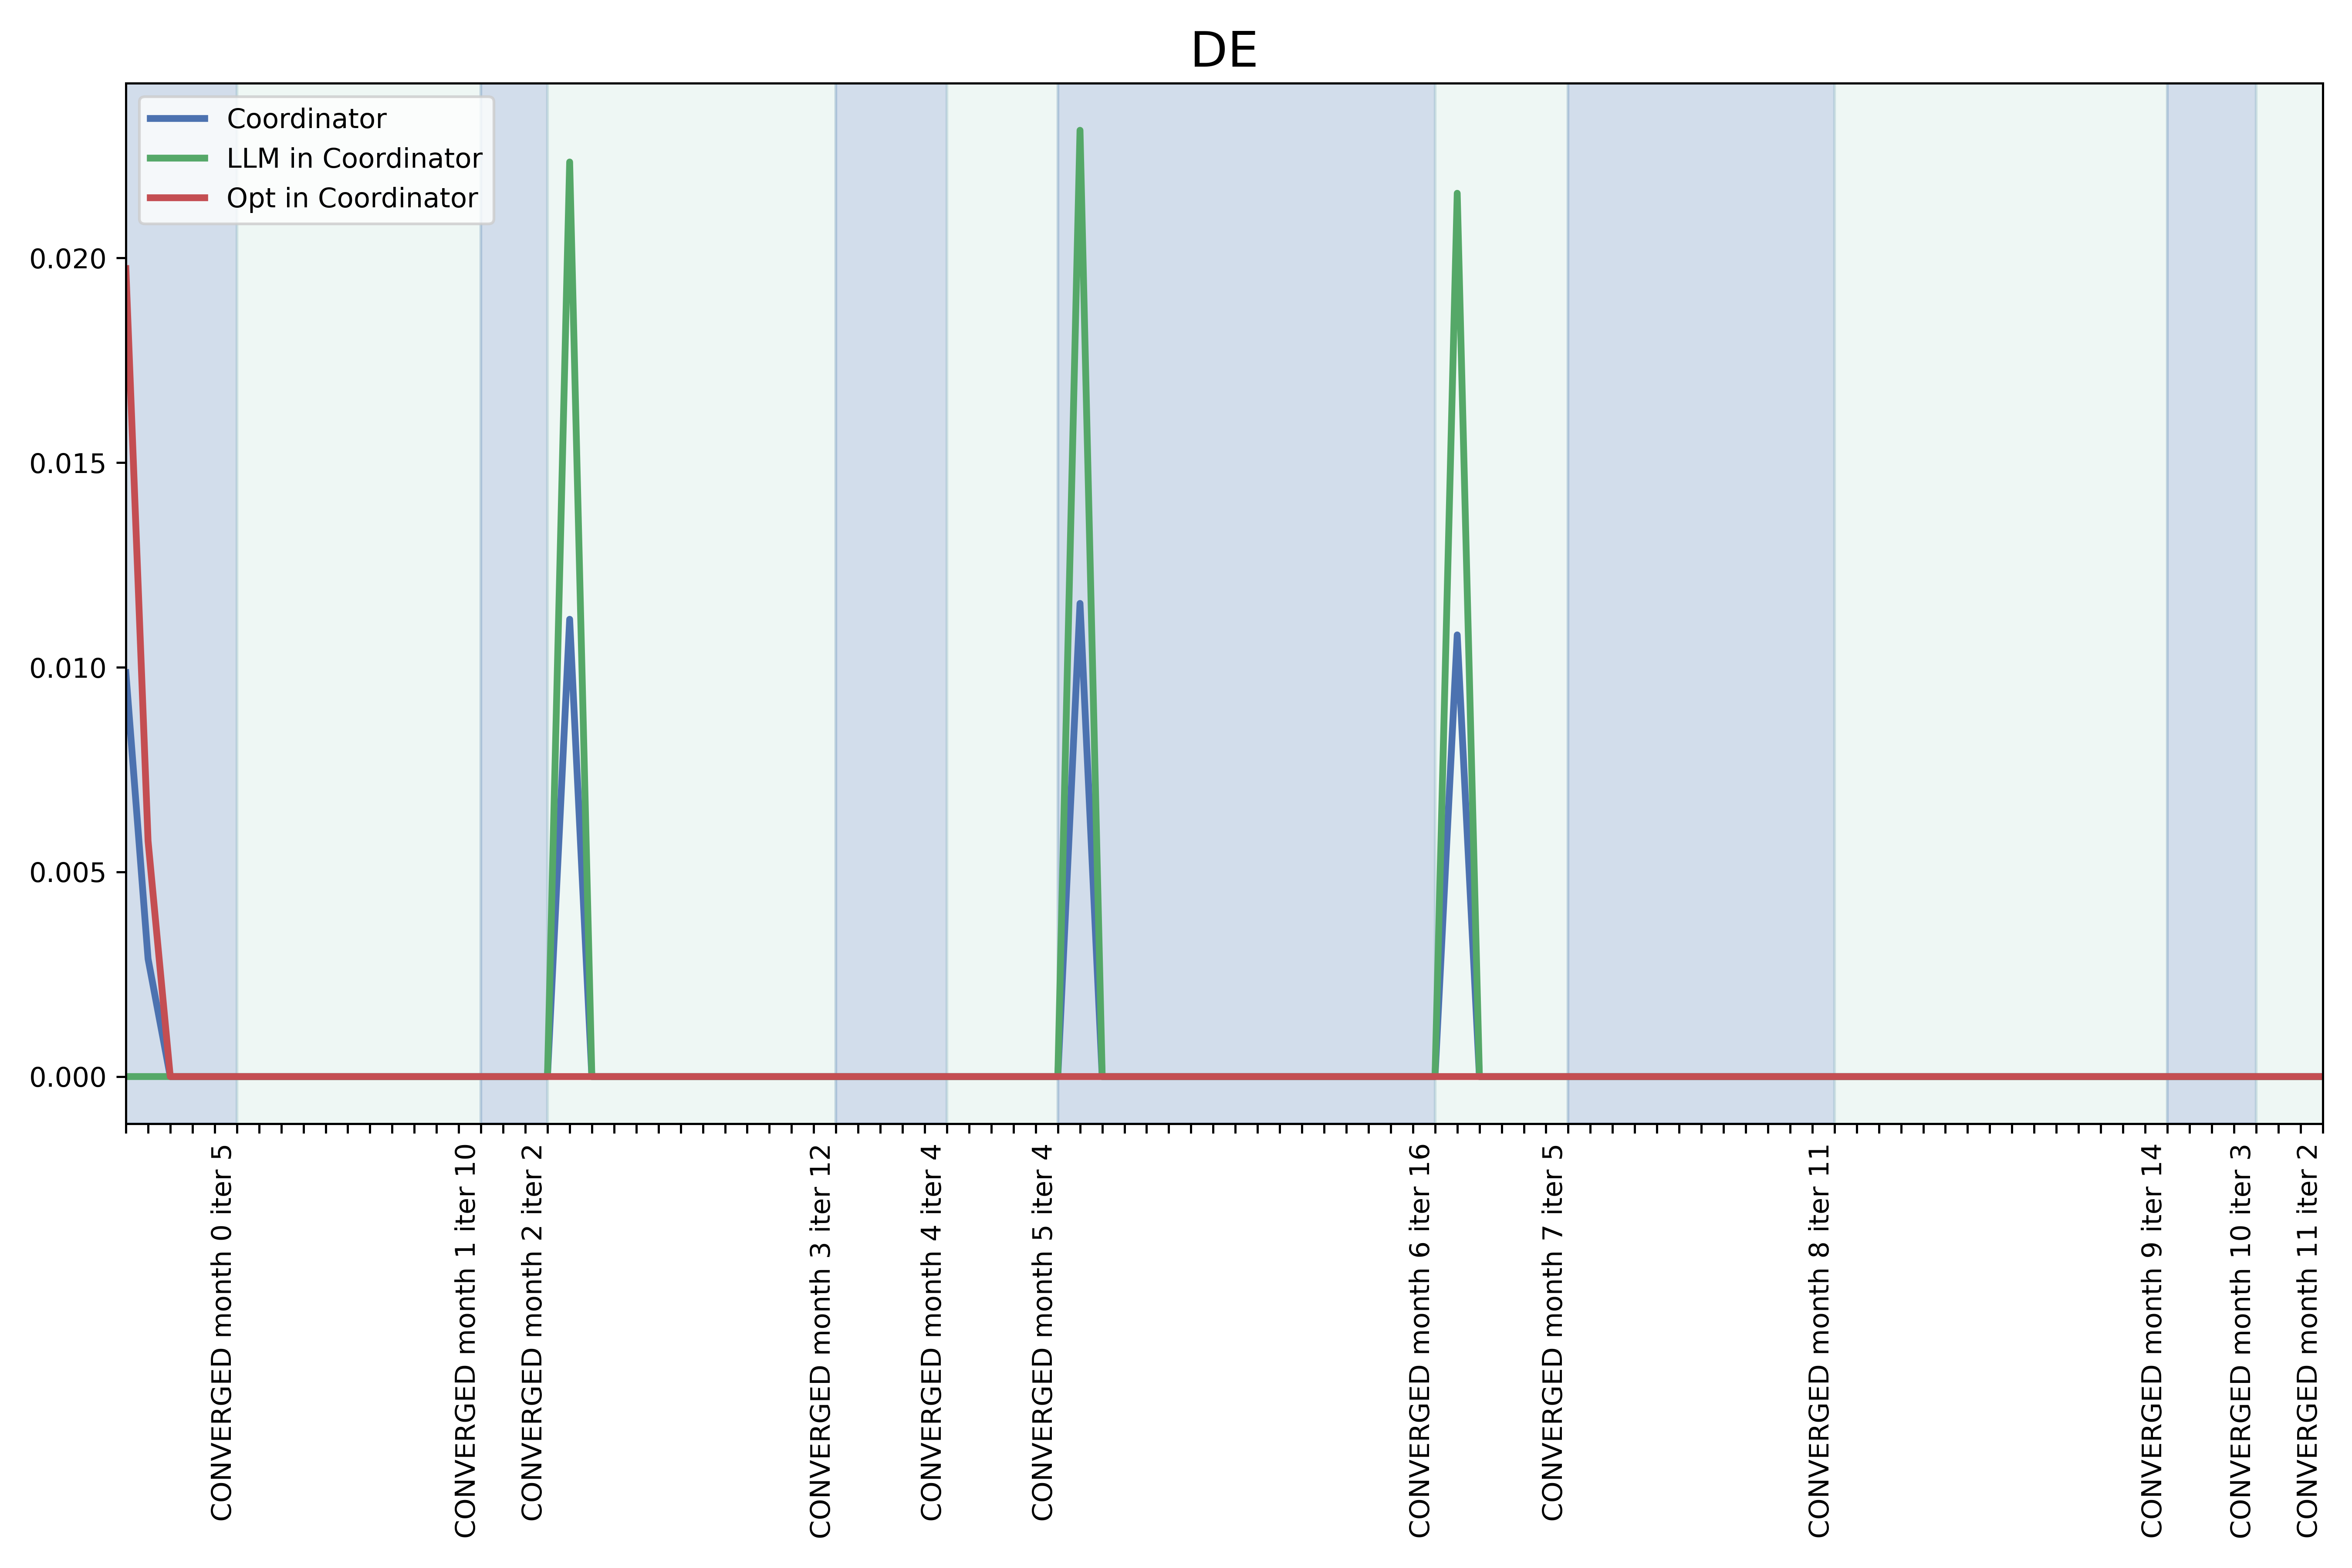 DE
Coordinator
LLM in Coordinator
Opt in Coordinator
0.020
0.015
0.010
0.005
0.000
CONVERGED month 0 iter 5
CONVERGED month 1 iter 10
CONVERGED month 2 iter 2
CONVERGED month 3 iter 12
CONVERGED month 4 iter 4
CONVERGED month 5 iter 4
CONVERGED month 6 iter 16
CONVERGED month 7 iter 5
CONVERGED month 8 iter 11
CONVERGED month 9 iter 14
CONVERGED month 10 iter 3
CONVERGED month 11 iter 2